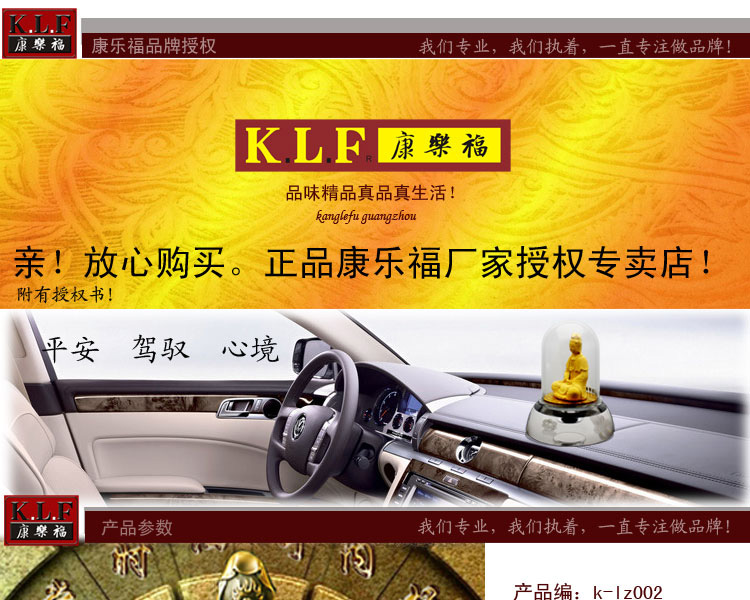 K.L.F
康樂福
康乐福品牌授权
我们专业，我们执着，一直专注做品牌！
K.L.F R 康樂福
品味精品真品真生活！
kanglefu guangzhou
亲！放心购买。正品康乐福厂家授权专卖店！
附有授权书！
平安 驾驭 心境
K.L.F
康樂福
产品参数
我们专业，我们执着，一直专注做品牌！
产品编：k-lz002